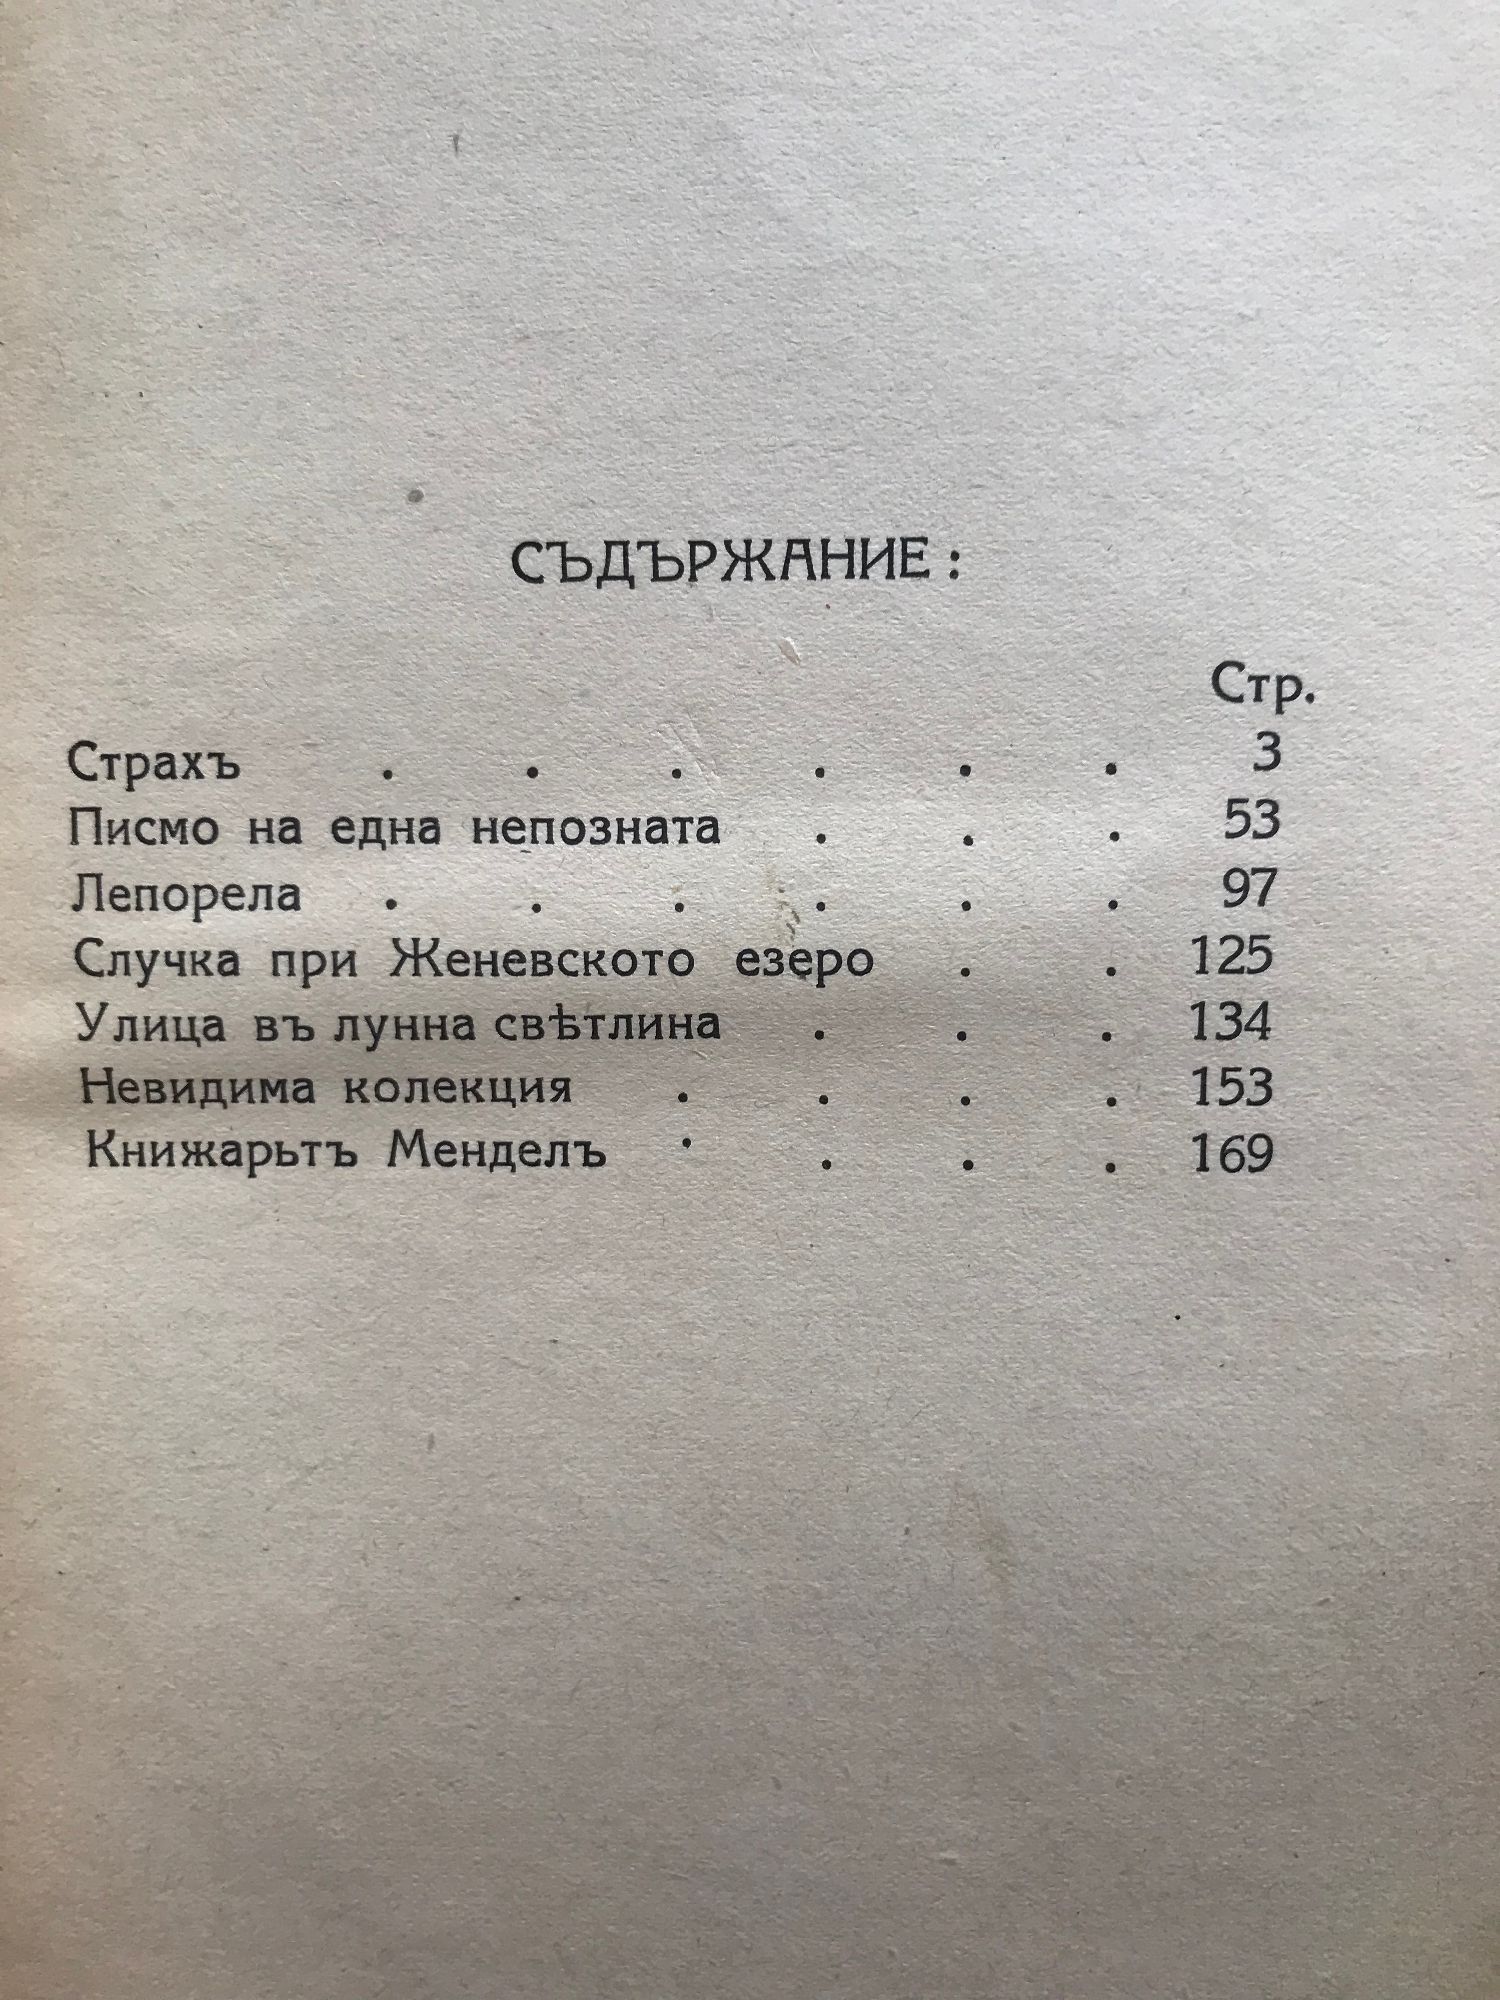 СЪДЪРЖАНИЕ:
Стр.
Страхъ . . . . . . 3
Писмо на една непозната . . . 53
Лепорела . . . . . . 97
Случка при Женевското езеро . . 125
Улица въ лунна свѣтлина . . . 134
Невидима колекция . . . . 153
Книжарьтъ Менделъ . . . . 169